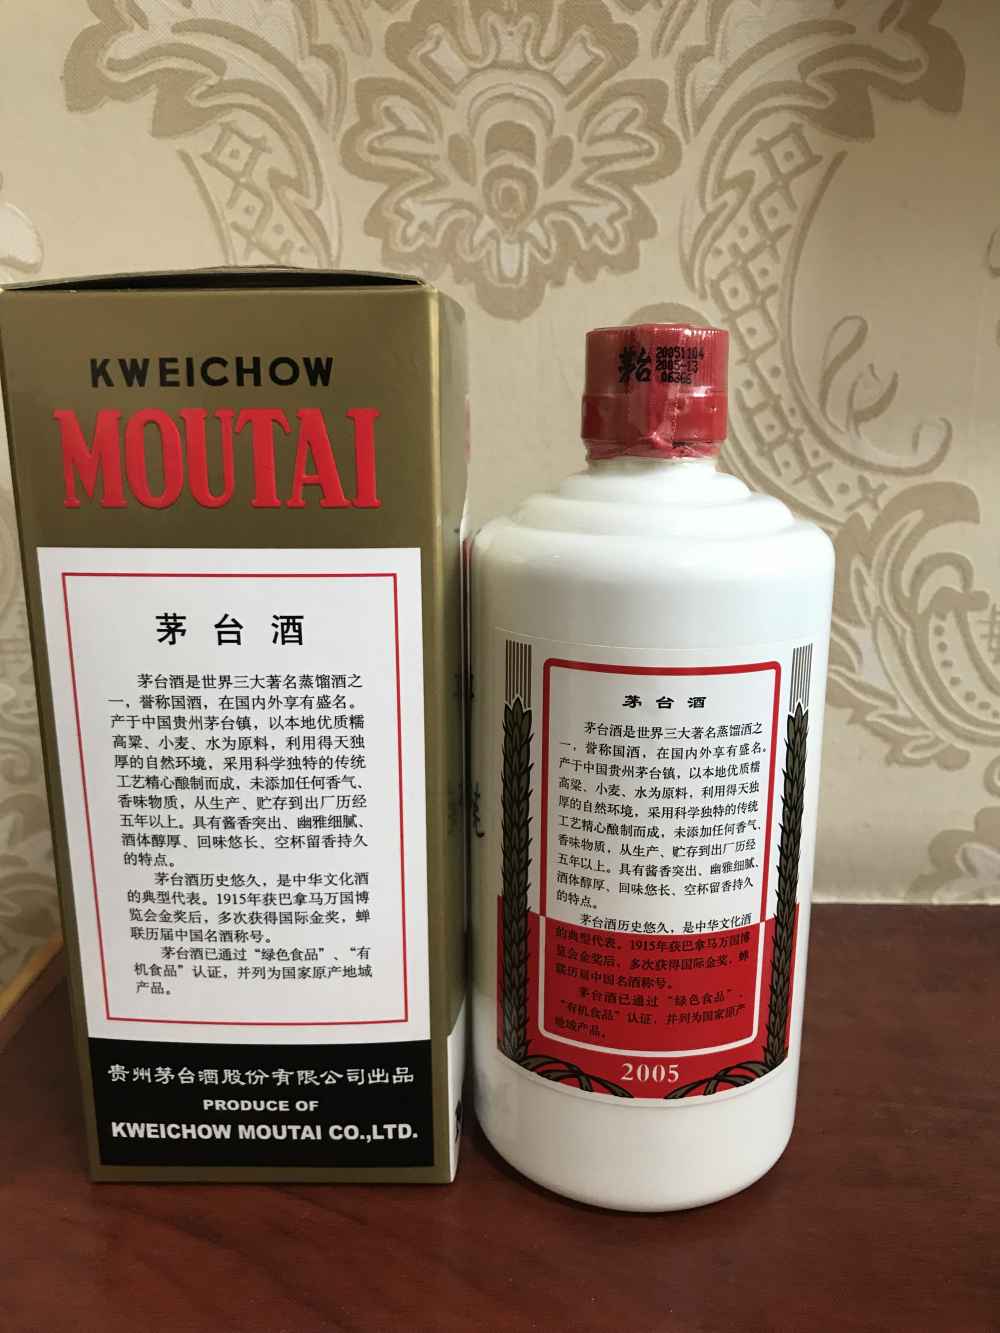 KWEICHOW
MOUTAI
茅台酒
茅台酒是世界三大著名蒸馏酒之
一，誉称国酒，在国内外享有盛名。
产于中国贵州茅台镇，以本地优质糯
高粱、小麦、水为原料，利用得天独
厚的自然环境，采用科学独特的传统
工艺精心酿制而成，未添加任何香气、
香味物质，从生产、贮存到出厂历经
五年以上。具有酱香突出、幽雅细腻、
酒体醇厚、回味悠长、空杯留香持久
的特点。
茅台酒历史悠久，是中华文化酒
的典型代表。1915年获巴拿马万国博
览会金奖后，多次获得国际金奖，蝉
联历届中国名酒称号。
茅台酒已通过“绿色食品”、“有
机食品”认证，并列为国家原产地域
产品。
贵州茅台酒股份有限公司出品
PRODUCE OF
KWEICHOW MOUTAI CO.,LTD.
茅台
20051104
2005-13
06366
茅台酒
茅台酒是世界三大著名蒸馏酒之
一，誉称国酒，在国内外享有盛名。
产于中国贵州茅台镇，以本地优质糯
高粱、小麦、水为原料，利用得天独
厚的自然环境，采用科学独特的传统
工艺精心酿制而成，未添加任何香气、
香味物质，从生产、贮存到出厂历经
五年以上。具有酱香突出、幽雅细腻、
酒体醇厚、回味悠长、空杯留香持久
的特点。
茅台酒历史悠久，是中华文化酒
的典型代表。1915年获巴拿马万国博
览会金奖后，多次获得国际金奖，蝉
联历届中国名酒称号。
茅台酒已通过“绿色食品”、
“有机食品”认证，并列为国家原产
地域产品。
2005